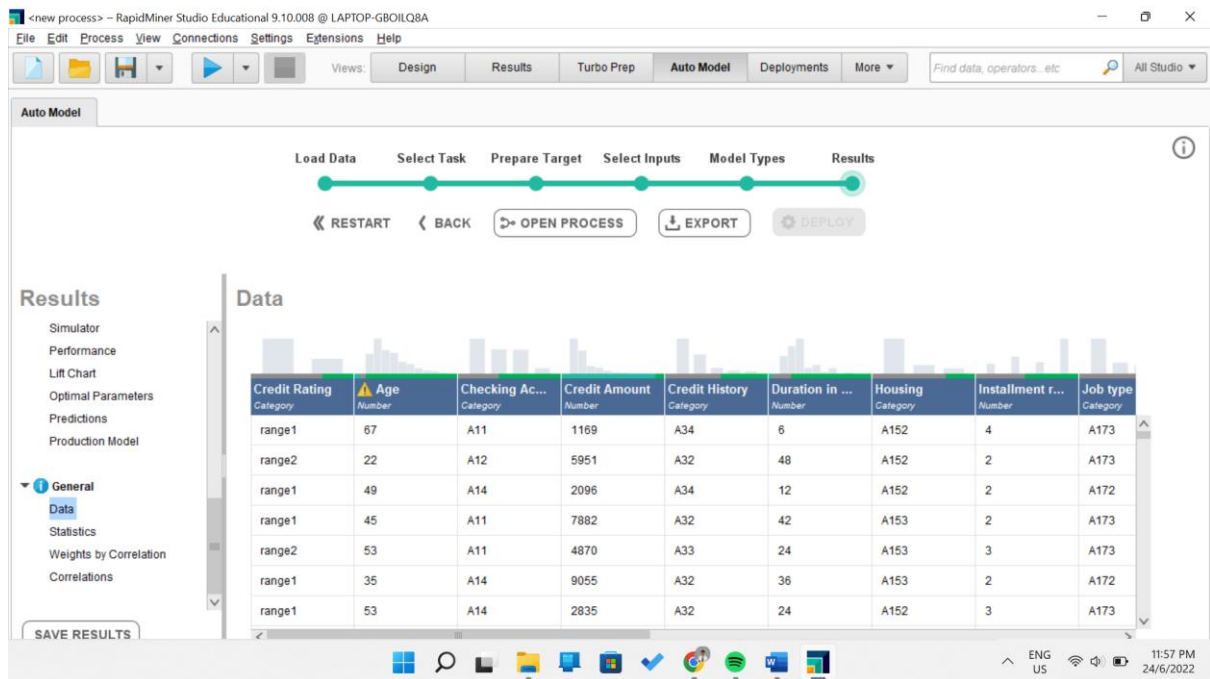 <new process> – RapidMiner Studio Educational 9.10.008 @ LAPTOP-GBOILQ8A
File Edit Process View Connections Settings Extensions Help
Views: Design Results Turbo Prep Auto Model Deployments More Find data, operators...etc All Studio
Auto Model
Load Data Select Task Prepare Target Select Inputs Model Types Results
RESTART BACK OPEN PROCESS EXPORT DEPLOY
Results
Simulator
Performance
Lift Chart
Optimal Parameters
Predictions
Production Model
General
Data
Statistics
Weights by Correlation
Correlations
SAVE RESULTS
Data
Credit Rating Age Checking Ac... Credit Amount Credit History Duration in ... Housing Installment r... Job type
Category Number Category Number Category Number Category Number Category
range1 67 A11 1169 A34 6 A152 4 A173
range2 22 A12 5951 A32 48 A152 2 A173
range1 49 A14 2096 A34 12 A152 2 A172
range1 45 A11 7882 A32 42 A153 2 A173
range2 53 A11 4870 A33 24 A153 3 A173
range1 35 A14 9055 A32 36 A153 2 A172
range1 53 A14 2835 A32 24 A152 3 A173
ENG 11:57 PM
US 24/6/2022